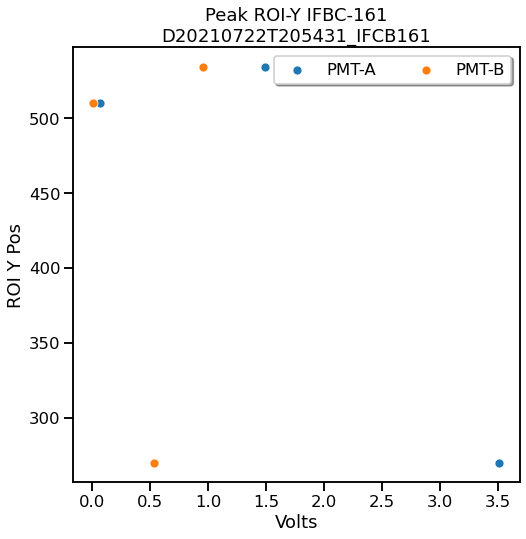 Peak ROI-Y IFBC-161
D20210722T205431_IFCB161
PMT-A PMT-B
500
450
400
350
300
ROI Y Pos
0.0 0.5 1.0 1.5 2.0 2.5 3.0 3.5
Volts